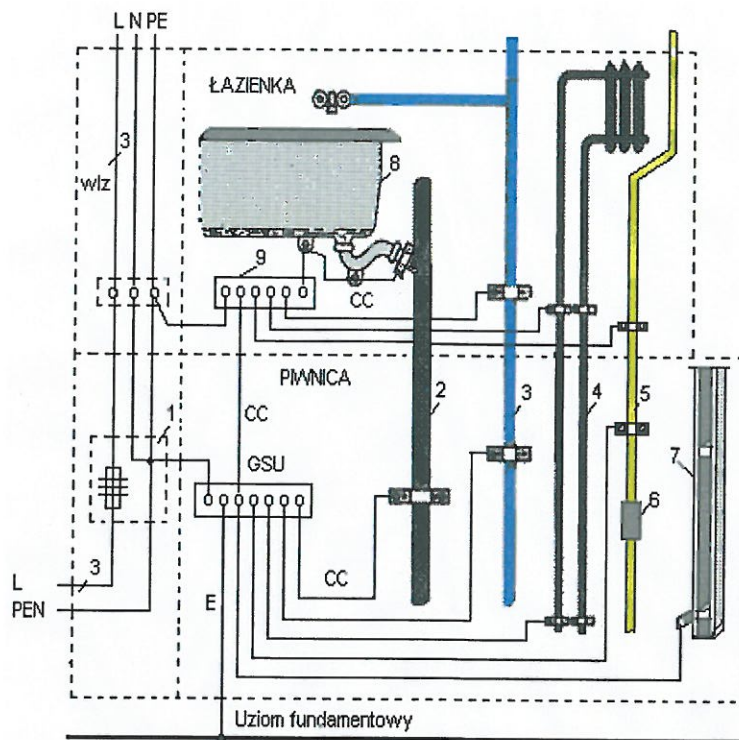 L N PE
ŁAZIENKA
3
wlz
8
9
CC
PIWNICA
2
3
4
5
1
CC
GSU
7
6
L
3
CC
PEN
E
Uziom fundamentowy